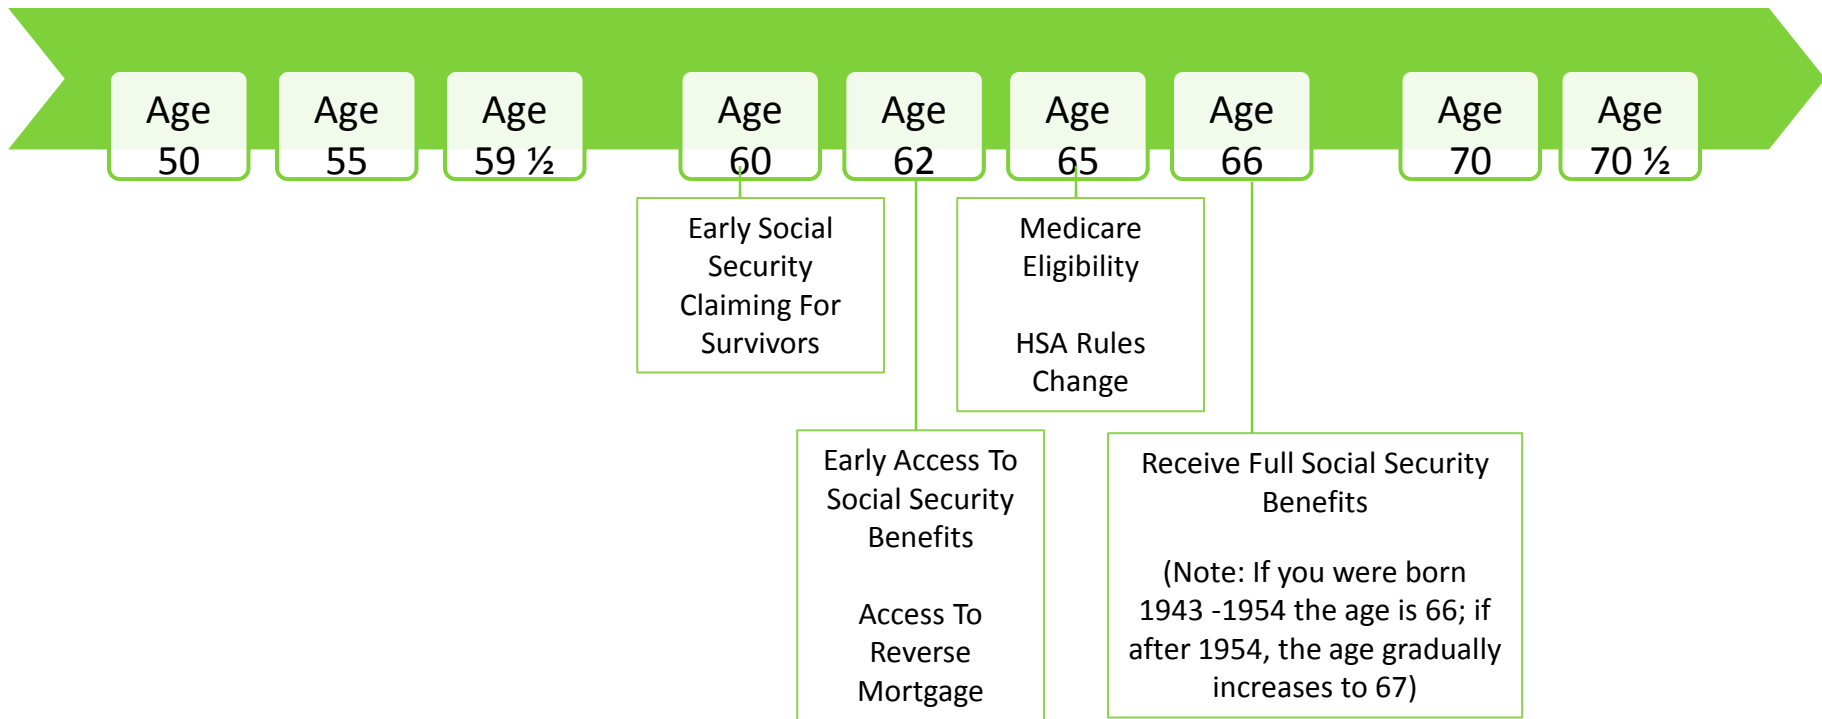 Age
50
Age
55
Age
59 ½
Age
60
Age
62
Age
65
Age
66
Age
70
Age
70 ½
Early Social
Security
Claiming For
Survivors
Medicare
Eligibility
HSA Rules
Change
Early Access To
Social Security
Benefits
Access To
Reverse
Mortgage
Receive Full Social Security
Benefits
(Note: If you were born
1943 -1954 the age is 66; if
after 1954, the age gradually
increases to 67)